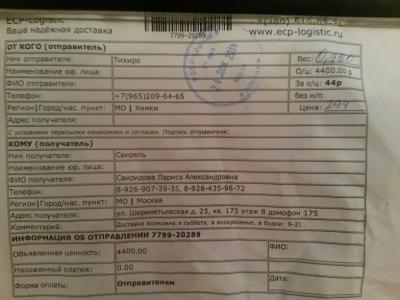 ECP-Logistic
Ваша надёжная доставка
7799-20289
www.ecp-logistic.ru
ОТ КОГО (отправитель)
Ник отправителя: Тихиро Вес: 0,950
Наименование юр. лица: О/ц: 4400.00р
ФИО отправителя: За о/ц: 44р
Телефон: +7(965)209-64-65 без н/п
Регион|Город/нас. пункт: МО | Химки Цена: 294
Адрес получателя:
С условиями пересылки ознакомлен и согласен. Подпись отправителя:
КОМУ (получатель)
Ник получателя: Свирель
Наименование юр. лица:
ФИО получателя: Свиридова Лариса Александровна
Телефон: 8-926-907-39-35, 8-926-435-96-72
Регион|Город/нас. пункт: МО | Москва
Адрес получателя: ул. Шереметьевская д. 25, кв. 175 этаж 8 домофон 175
Комментарий: Доставка возможна:в субботу, в воскресенье, в будни: 9-21.
ИНФОРМАЦИЯ ОБ ОТПРАВЛЕНИИ 7799-20289
Объявленная ценность: 4400.00 ФИО:
Наложенный платеж: 0.00
Форма оплаты: Отправителем Дата: